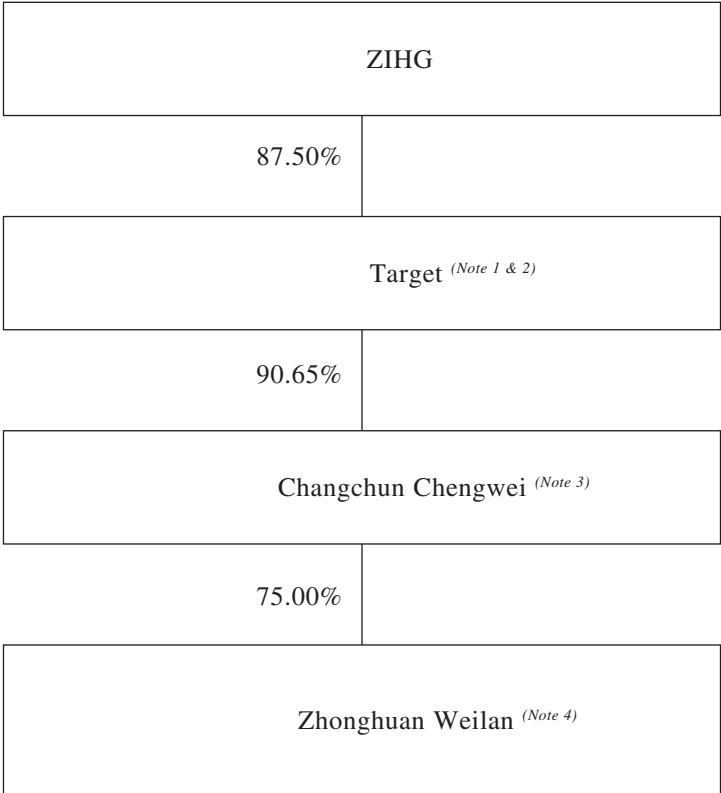 ZIHG
87.50%
Target (Note 1 & 2)
90.65%
Changchun Chengwei (Note 3)
75.00%
Zhonghuan Weilan (Note 4)